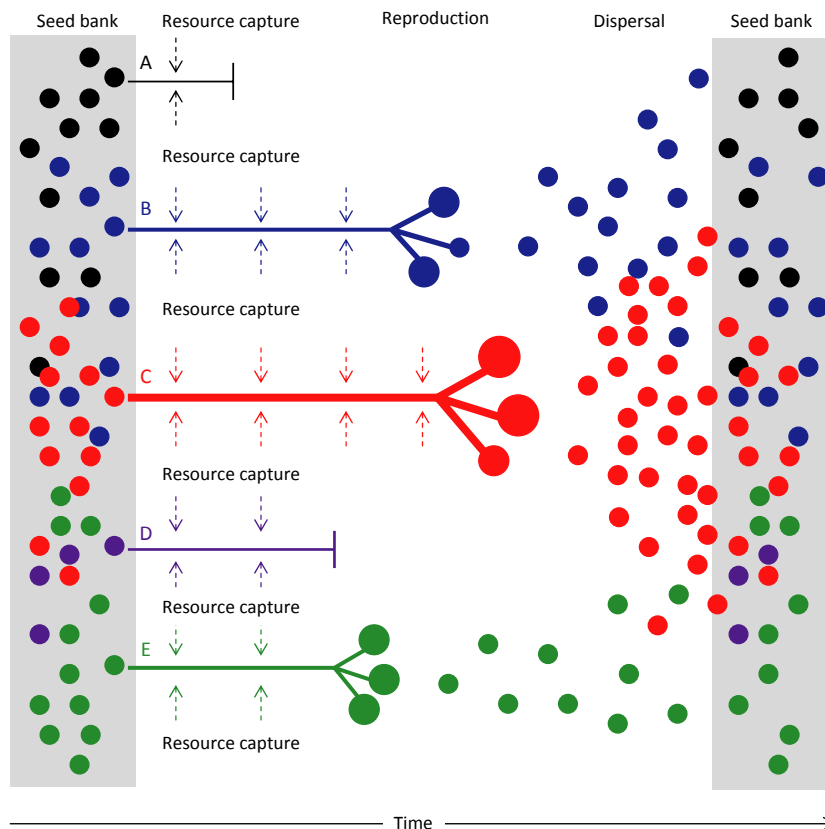 Seed bank
Resource capture
Reproduction
Dispersal
Seed bank
A
Resource capture
B
Resource capture
C
Resource capture
D
Resource capture
E
Resource capture
Time